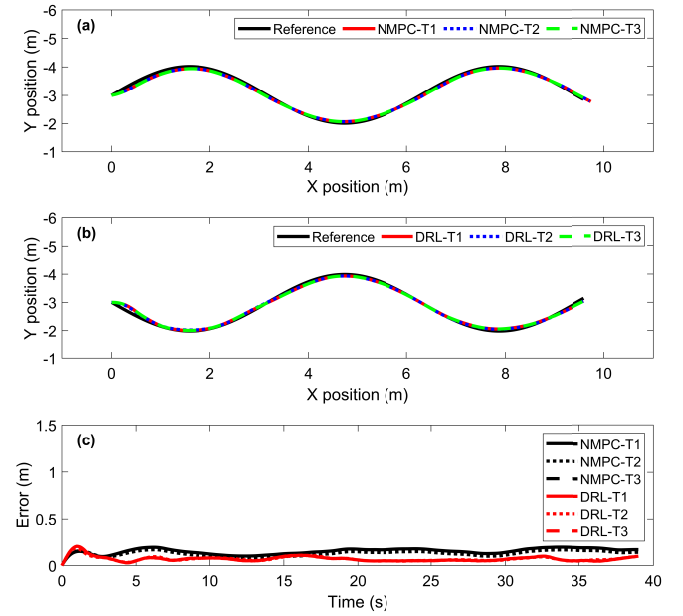 (a)
Reference NMPC-T1 NMPC-T2 NMPC-T3
-6
-5
-4
-3
-2
-1
Y position (m)
0 2 4 6 8 10
X position (m)
(b)
Reference DRL-T1 DRL-T2 DRL-T3
-6
-5
-4
-3
-2
-1
Y position (m)
0 2 4 6 8 10
X position (m)
(c)
NMPC-T1
NMPC-T2
NMPC-T3
DRL-T1
DRL-T2
DRL-T3
1.5
1
0.5
0
Error (m)
0 5 10 15 20 25 30 35 40
Time (s)